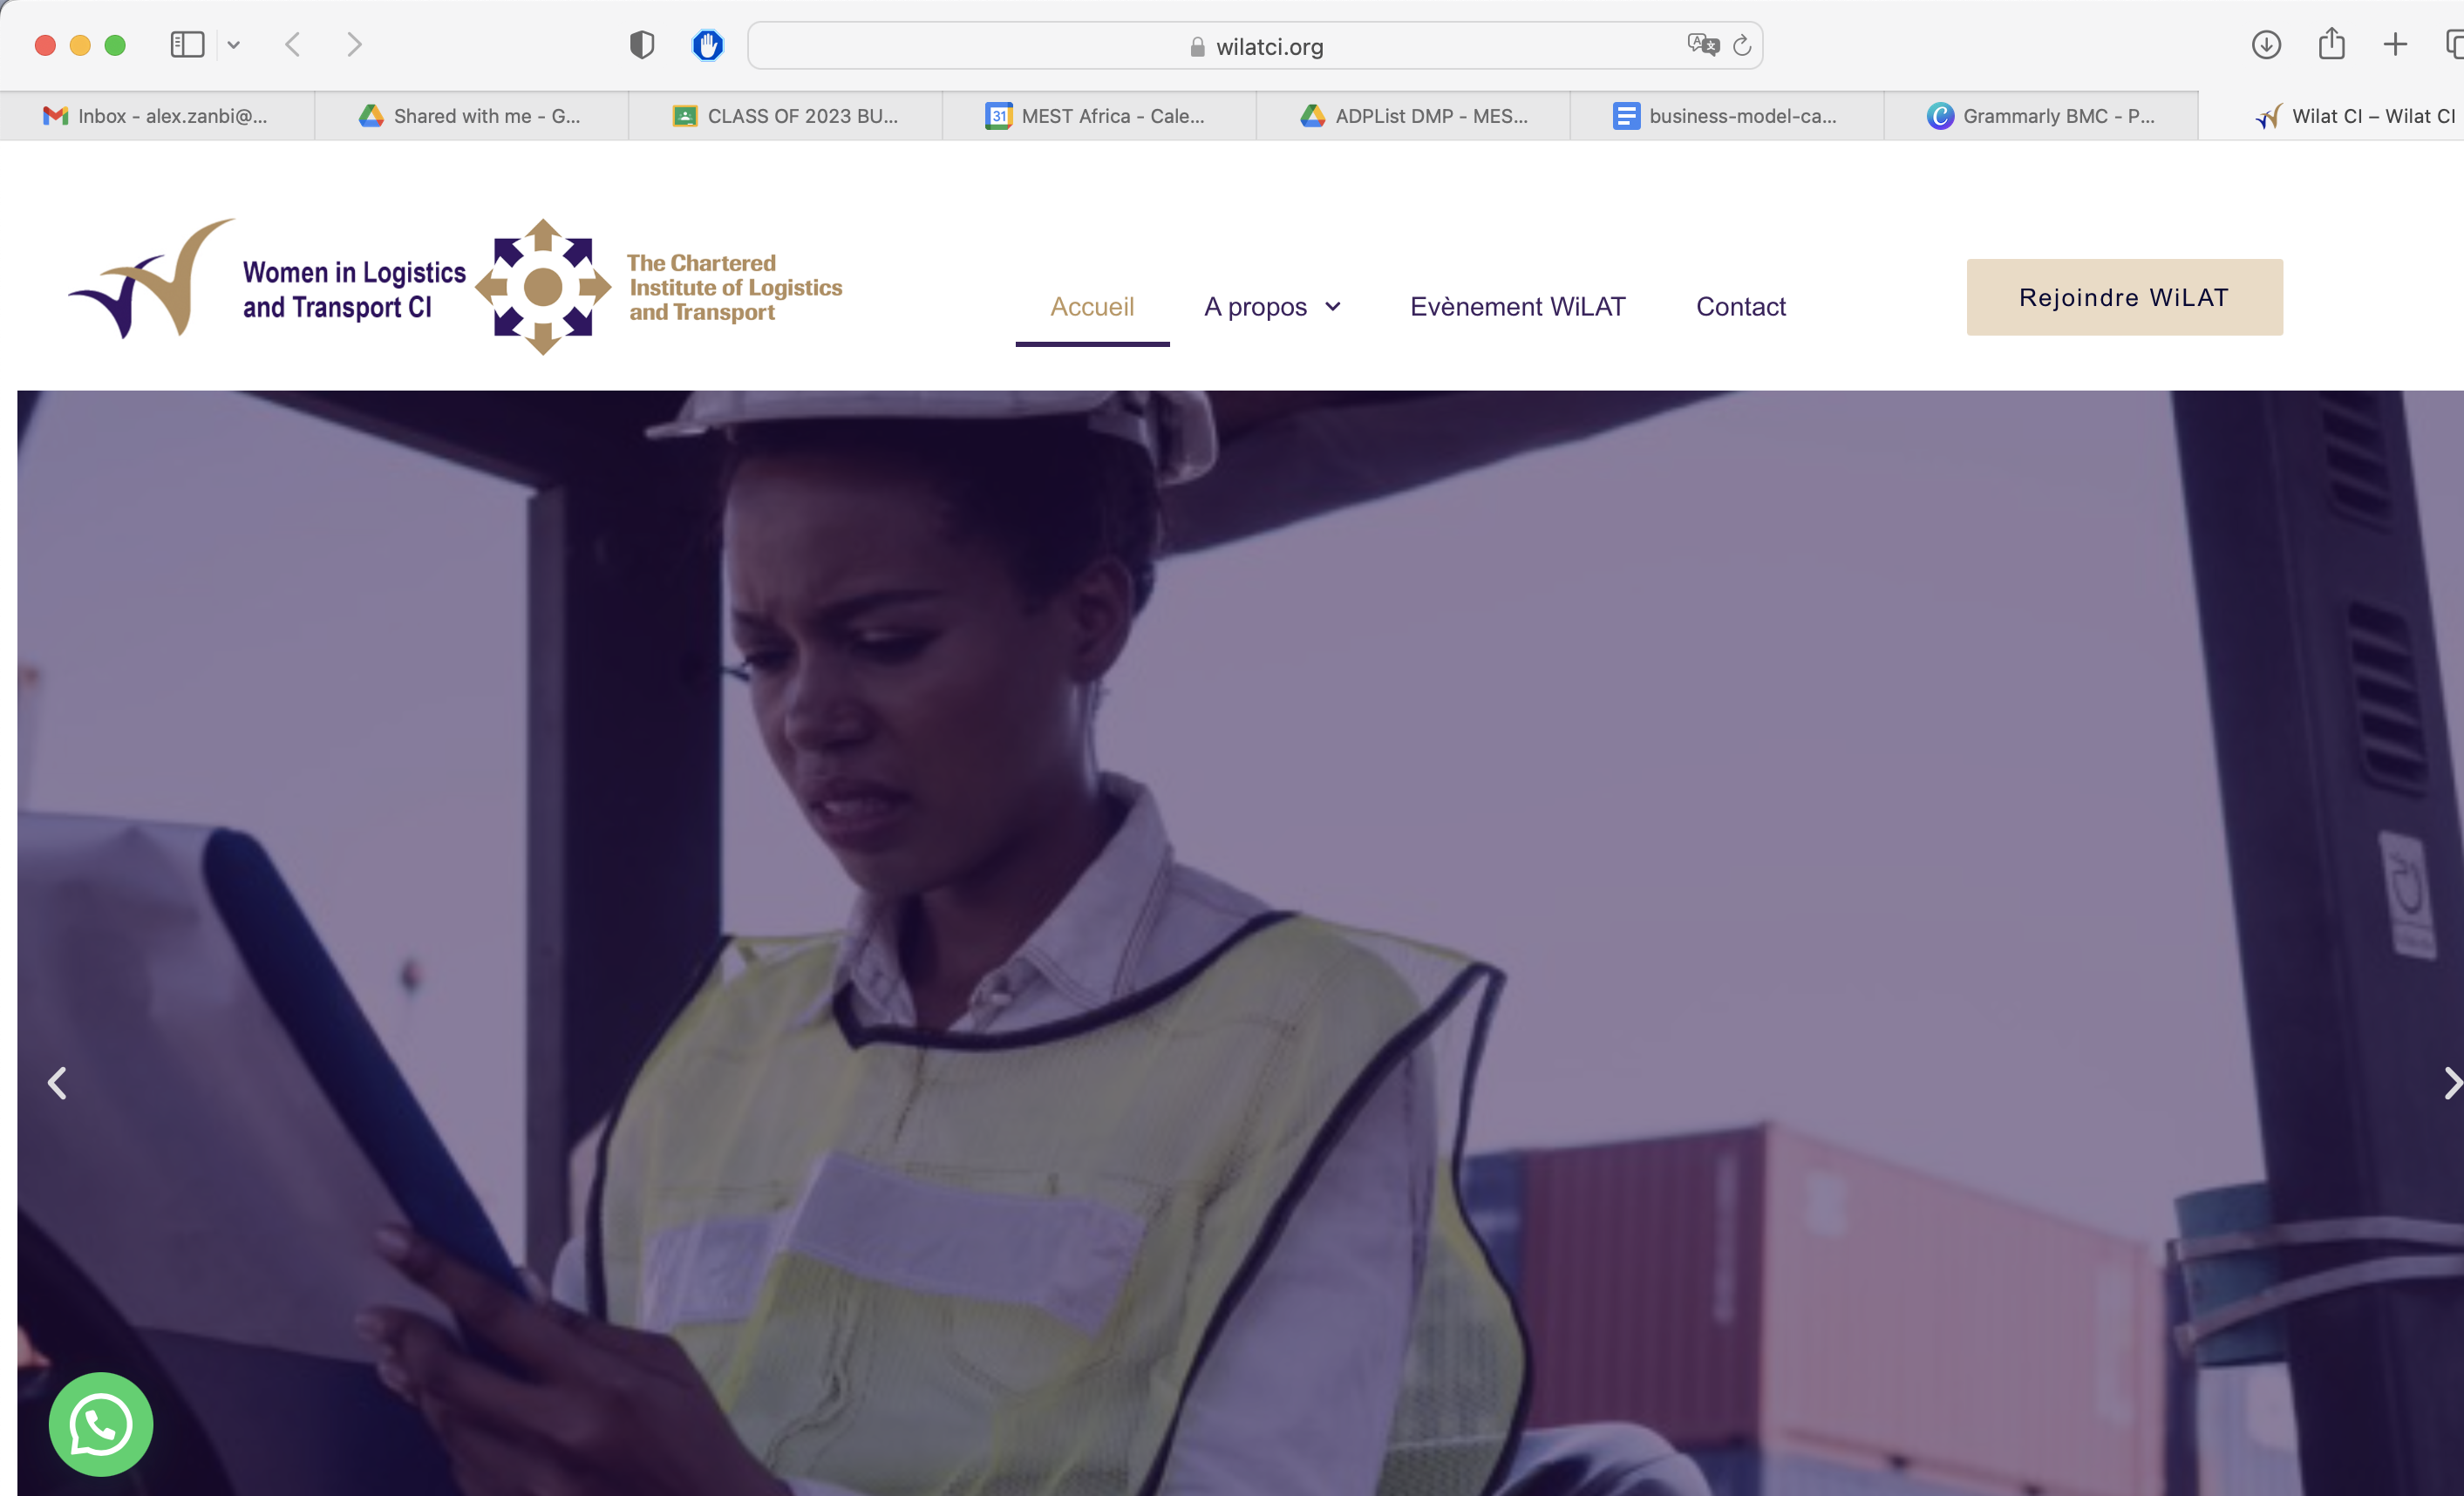 wilatci.org
Inbox - alex.zanbi@...
Shared with me - G...
CLASS OF 2023 BU...
31
MEST Africa - Cale...
ADPList DMP - MES...
business-model-ca...
Grammarly BMC - P...
Wilat CI – Wilat CI
Women in Logistics
and Transport CI
The Chartered
Institute of Logistics
and Transport
Accueil
A propos
Evènement WiLAT
Contact
Rejoindre WiLAT